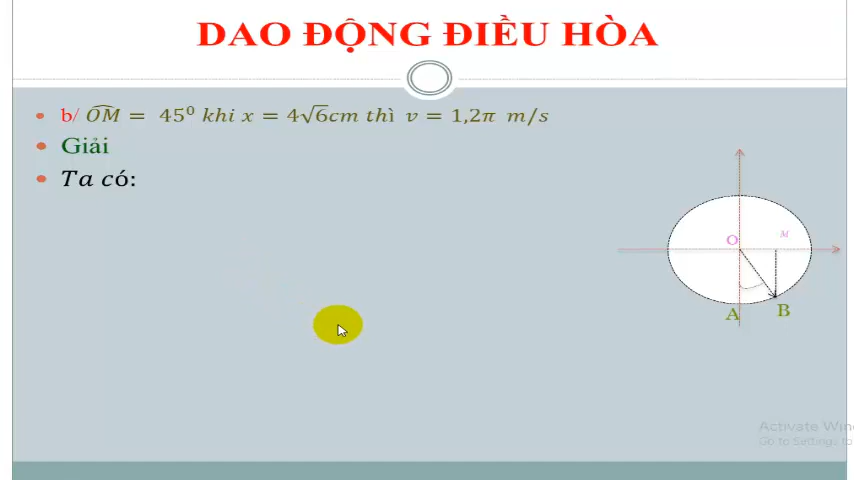 DAO ĐỘNG ĐIỀU HÒA
b/ OM̂ = 45⁰ khi x = 4√6cm thì v = 1,2π m/s
Giải
Ta có:
M
O
A
B
Activate Win
Go to Settings to